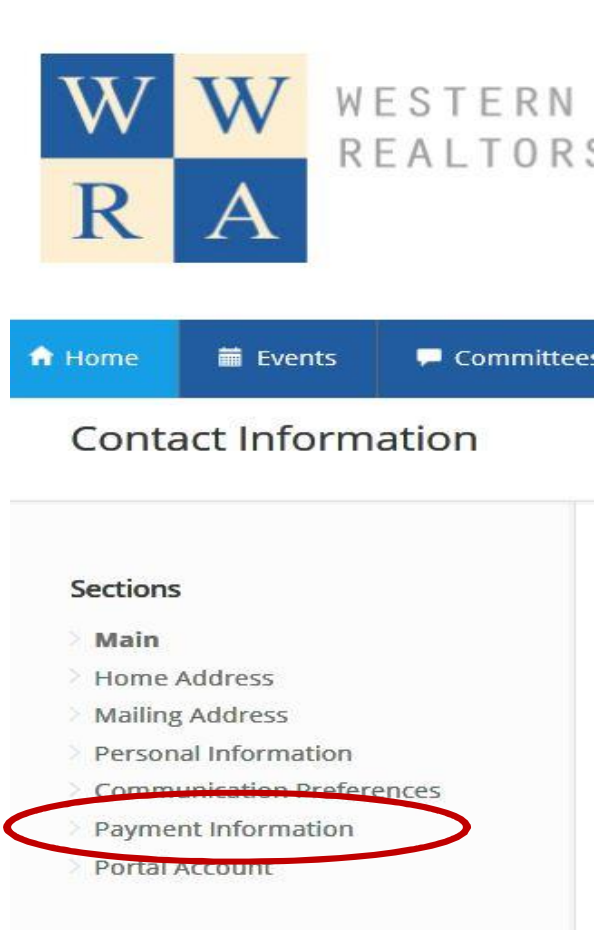 W W
R A
WESTERN
REALTORS
Home Events Committees
Contact Information
Sections
Main
Home Address
Mailing Address
Personal Information
Communication Preferences
Payment Information
Portal Account